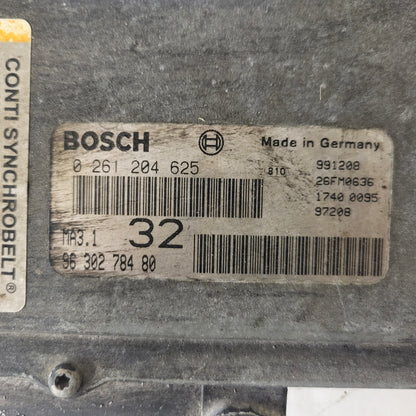 CONTI SYNCROBELT®
BOSCH Made in Germany
0 261 204 625 810 991208
26FM0636
1740 0095
97208
MA3.1 32
96 302 784 80